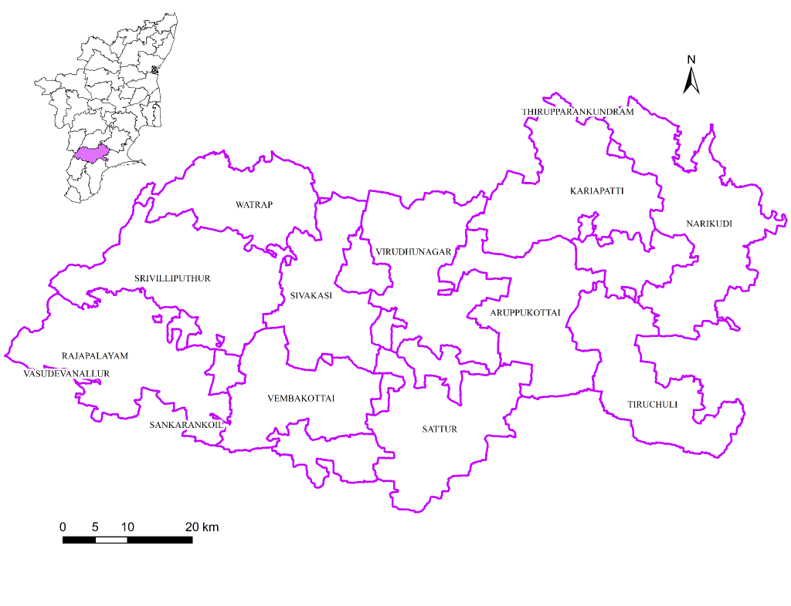 N
THIRUPPARANKUNDRAM
KARIAPATTI
WATRAP
NARIKUDI
VIRUDHUNAGAR
SRIVILLIPUTHUR
SIVAKASI
ARUPPUKOTTAI
RAJAPALAYAM
VASUDEVANALLUR
VEMBAKOTTAI
TIRUCHULI
SANKARANKOIL
SATTUR
0 5 10 20 km